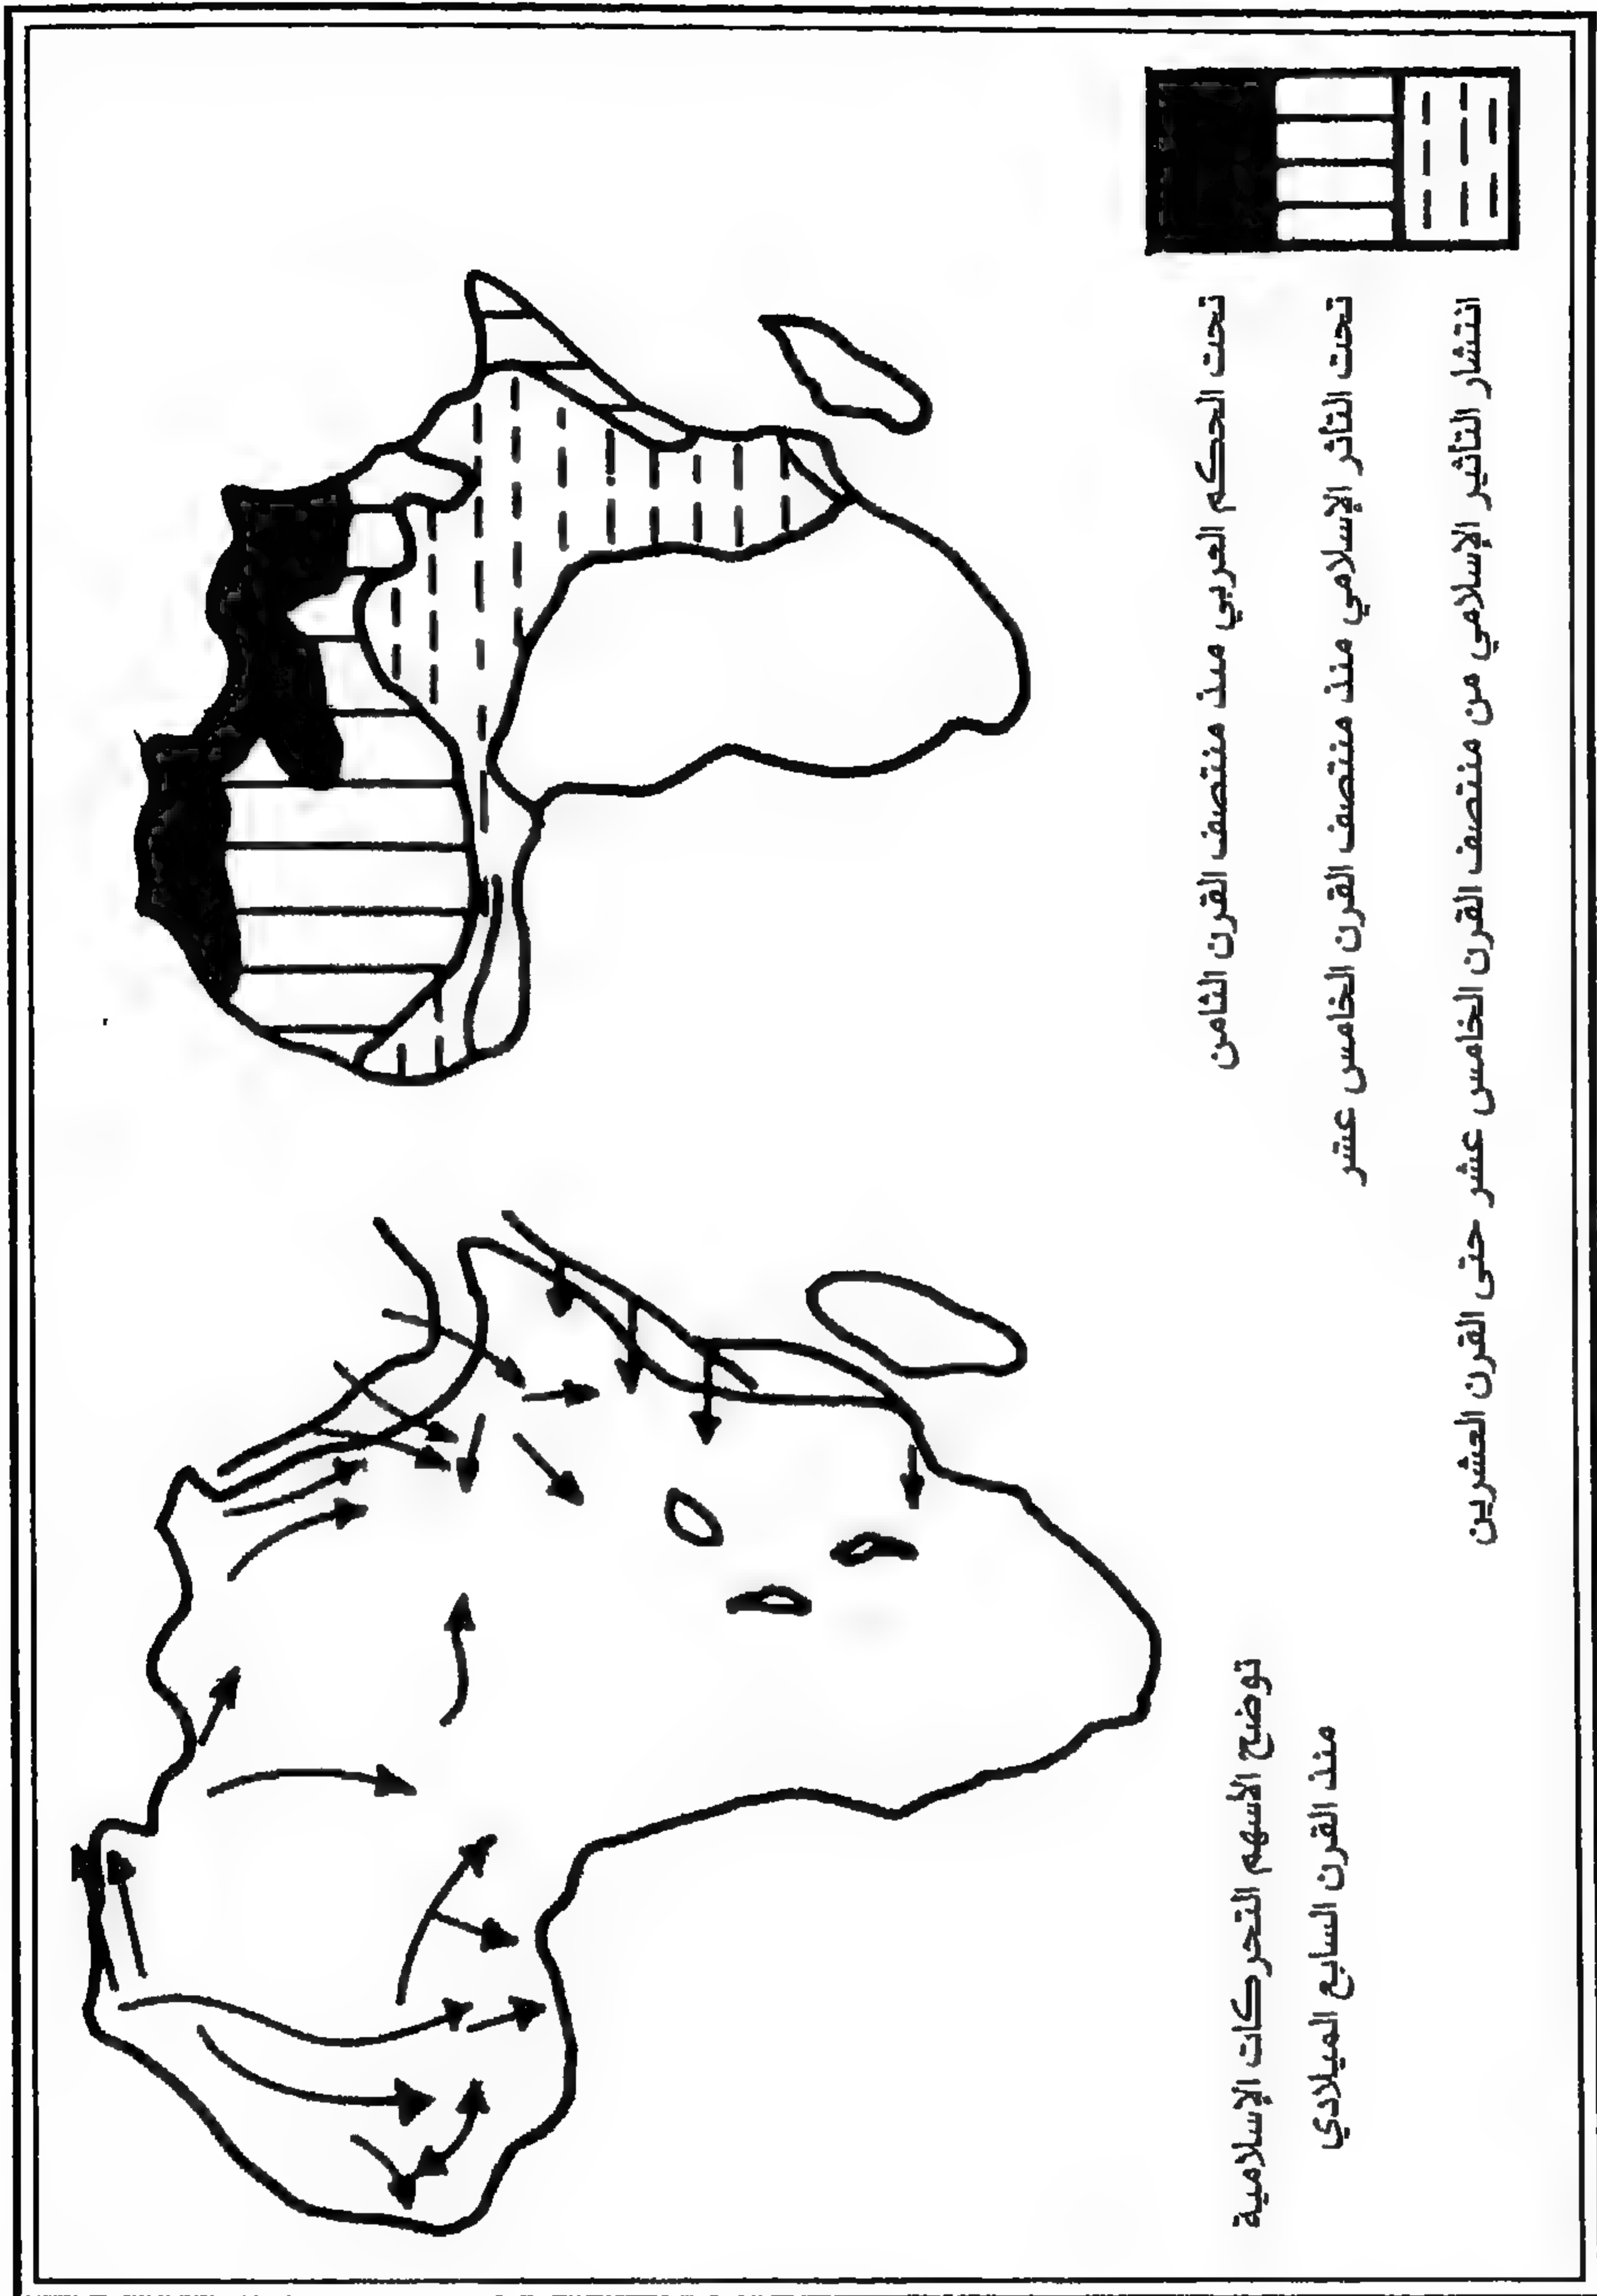 تحت الحكم العربي منذ منتصف القرن الثامن
تحت التأثر الإسلامي منذ منتصف القرن الخامس عشر
انتشار التأثير الإسلامي من منتصف القرن الخامس عشر حتى القرن العشرين
توضح الأسهم التحركات الإسلامية
منذ القرن السابع الميلادي